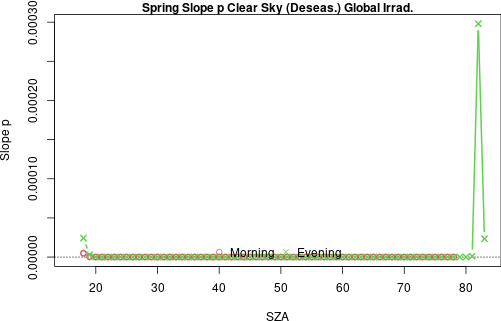 Spring Slope p Clear Sky (Deseas.) Global Irrad.
Slope p
0.00030
0.00020
0.00010
0.00000
Morning Evening
20 30 40 50 60 70 80
SZA